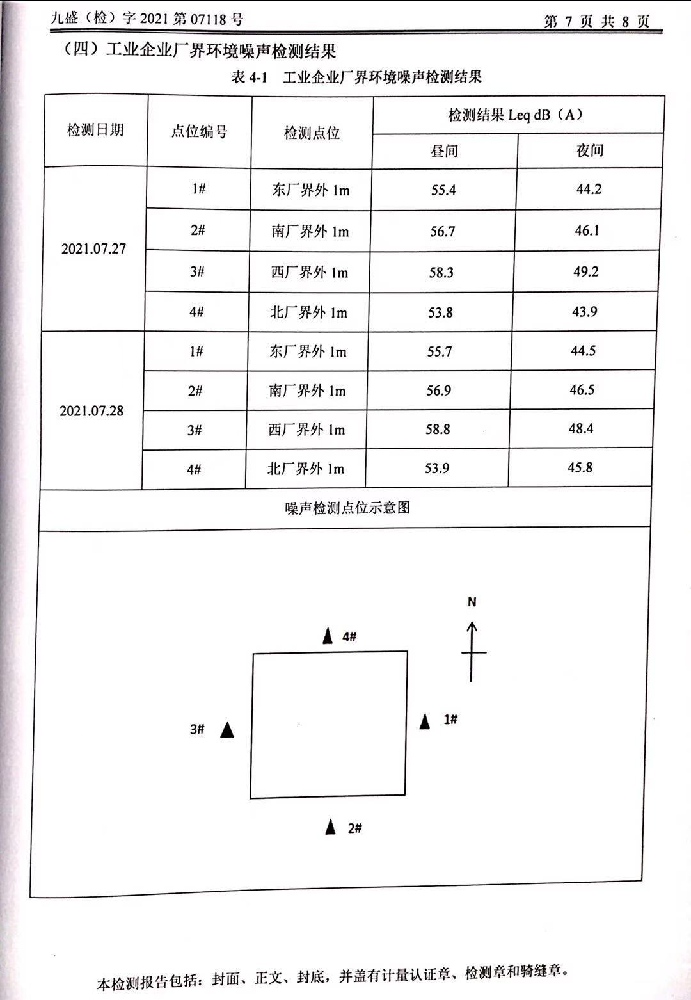 九盛（检）字 2021 第 07118 号
第 7 页 共 8 页
（四）工业企业厂界环境噪声检测结果
表 4-1 工业企业厂界环境噪声检测结果
检测日期 点位编号 检测点位 检测结果 Leq dB（A）
昼间 夜间
2021.07.27
1# 东厂界外 1m 55.4 44.2
2# 南厂界外 1m 56.7 46.1
3# 西厂界外 1m 58.3 49.2
4# 北厂界外 1m 53.8 43.9
2021.07.28
1# 东厂界外 1m 55.7 44.5
2# 南厂界外 1m 56.9 46.5
3# 西厂界外 1m 58.8 48.4
4# 北厂界外 1m 53.9 45.8
噪声检测点位示意图
N
4#
3#
1#
2#
本检测报告包括：封面、正文、封底，并盖有计量认证章、检测章和骑缝章。